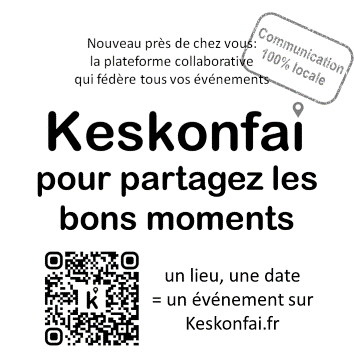 Nouveau près de chez vous:
la plateforme collaborative
qui fédère tous vos événements
Communication
100% locale
Keskonfai
pour partagez les
bons moments
k
un lieu, une date
= un événement sur
Keskonfai.fr